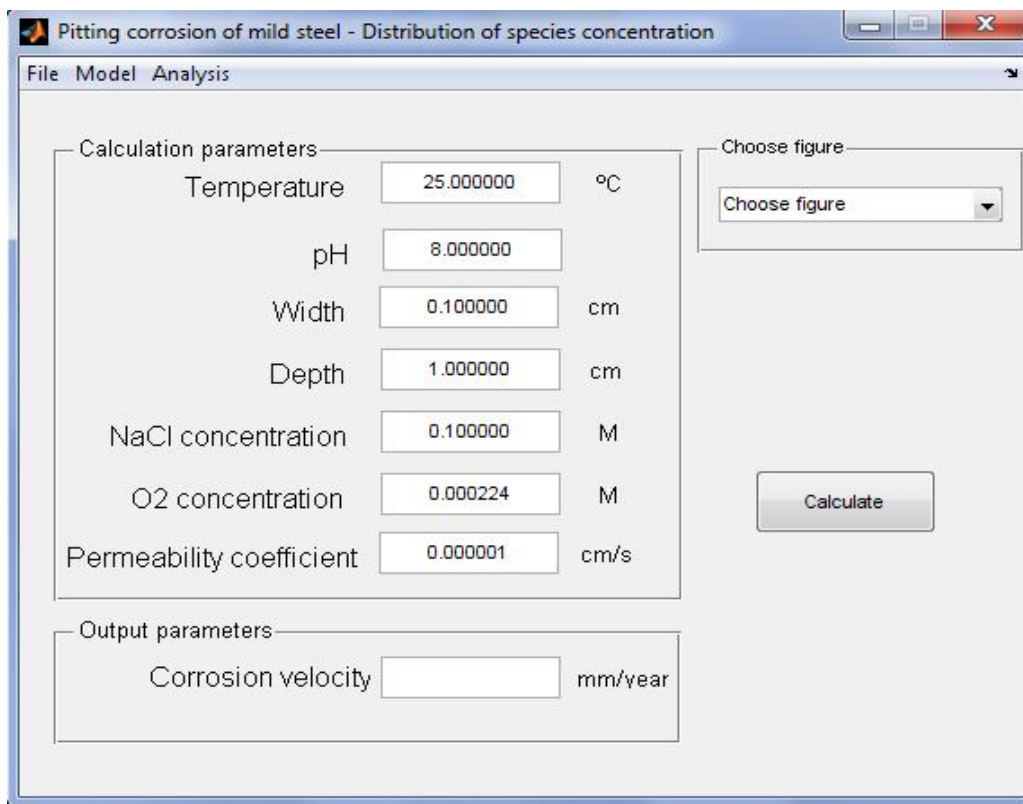 Pitting corrosion of mild steel - Distribution of species concentration
File Model Analysis
Calculation parameters
Temperature 25.000000 ºC
pH 8.000000
Width 0.100000 cm
Depth 1.000000 cm
NaCl concentration 0.100000 M
O2 concentration 0.000224 M
Permeability coefficient 0.000001 cm/s
Choose figure
Choose figure
Calculate
Output parameters
Corrosion velocity mm/year